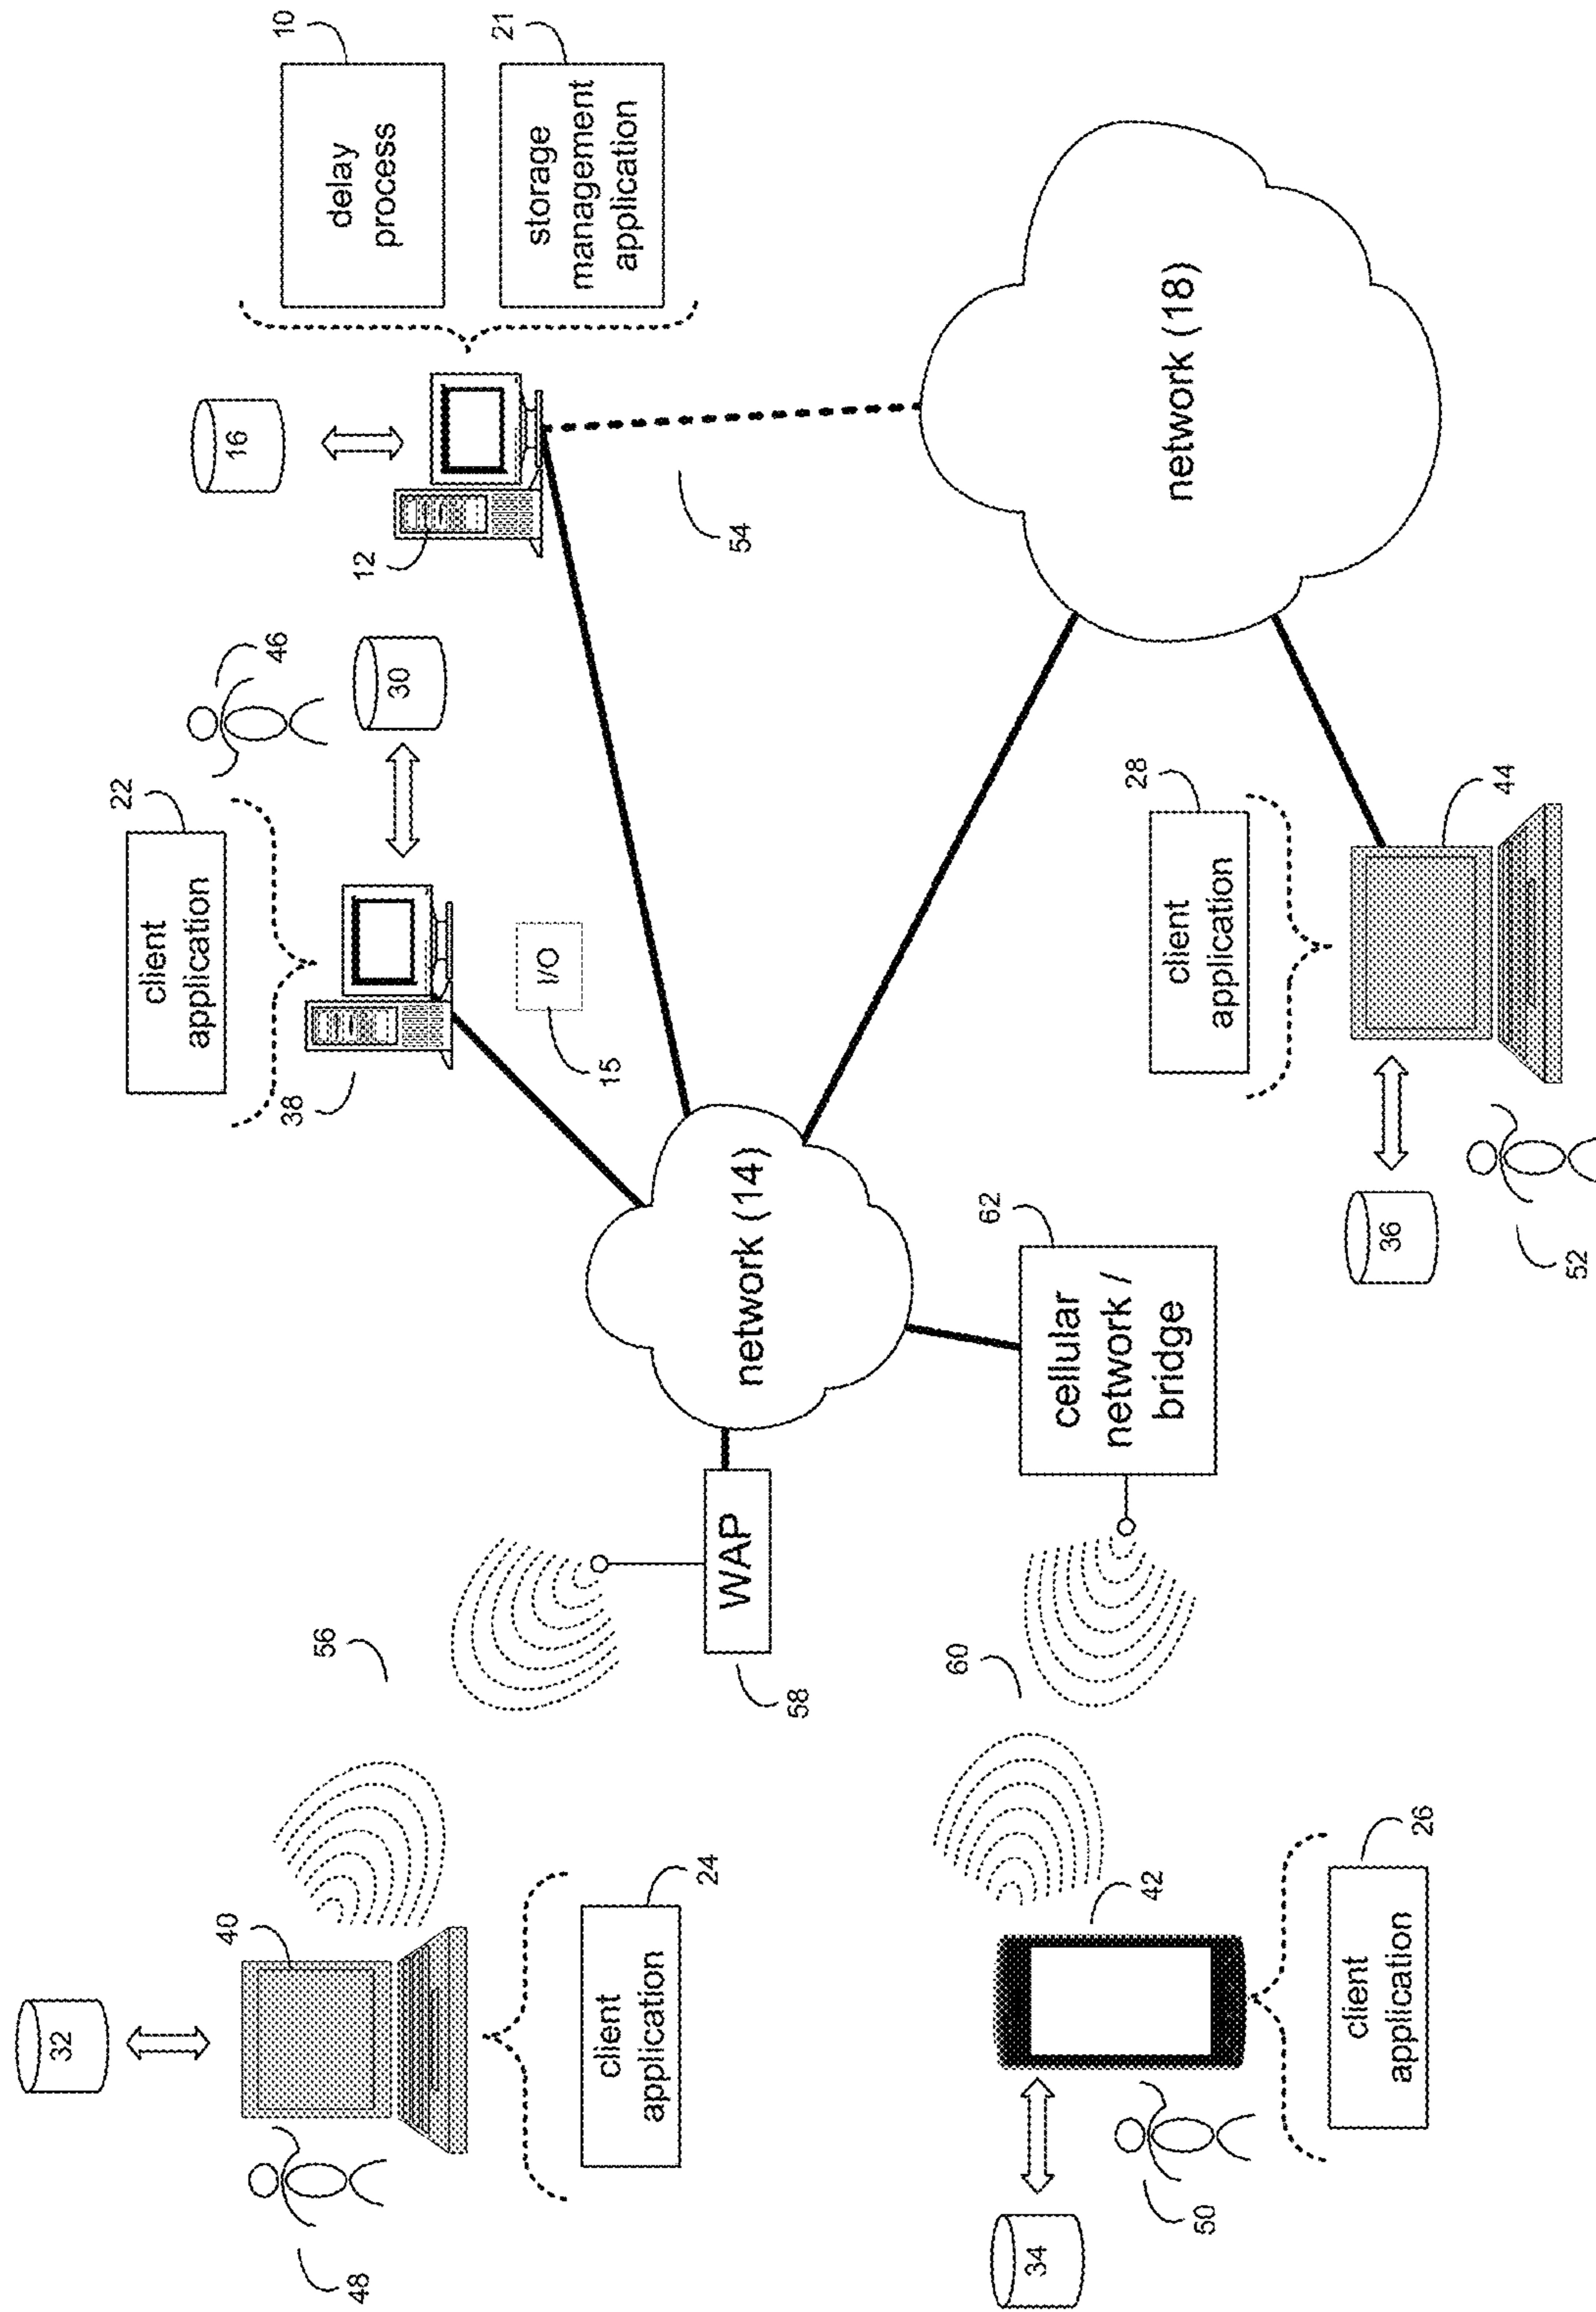 32
22
client
application
40
16
46
10
38
delay
process
56
48
12
30
21
storage
management
application
I/O
15
client
application
24
54
WAP
network (14)
58
60
62
34
cellular
network /
bridge
42
28
client
application
network (18)
50
client
application
26
36
44
52